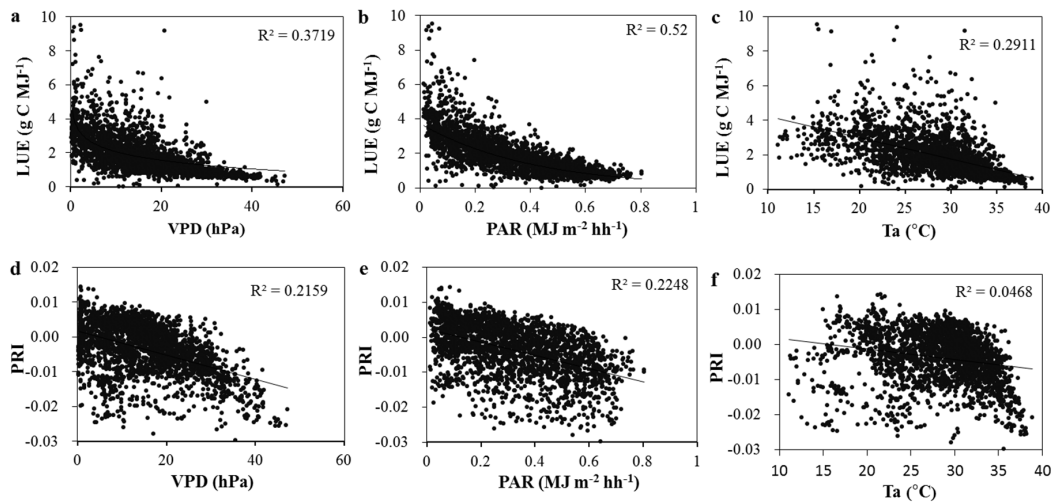 a
R² = 0.3719
10
8
6
4
2
0
LUE (g C MJ⁻¹)
0 20 40 60
VPD (hPa)
b
R² = 0.52
10
8
6
4
2
0
LUE (g C MJ⁻¹)
0 0.2 0.4 0.6 0.8 1
PAR (MJ m⁻² hh⁻¹)
c
R² = 0.2911
10
8
6
4
2
0
LUE (g C MJ⁻¹)
10 15 20 25 30 35 40
Ta (°C)
d
R² = 0.2159
0.02
0.01
0.00
-0.01
-0.02
-0.03
PRI
0 20 40 60
VPD (hPa)
e
R² = 0.2248
0.02
0.01
0.00
-0.01
-0.02
-0.03
PRI
0 0.2 0.4 0.6 0.8 1
PAR (MJ m⁻² hh⁻¹)
f
R² = 0.0468
0.02
0.01
0.00
-0.01
-0.02
-0.03
PRI
10 15 20 25 30 35 40
Ta (°C)